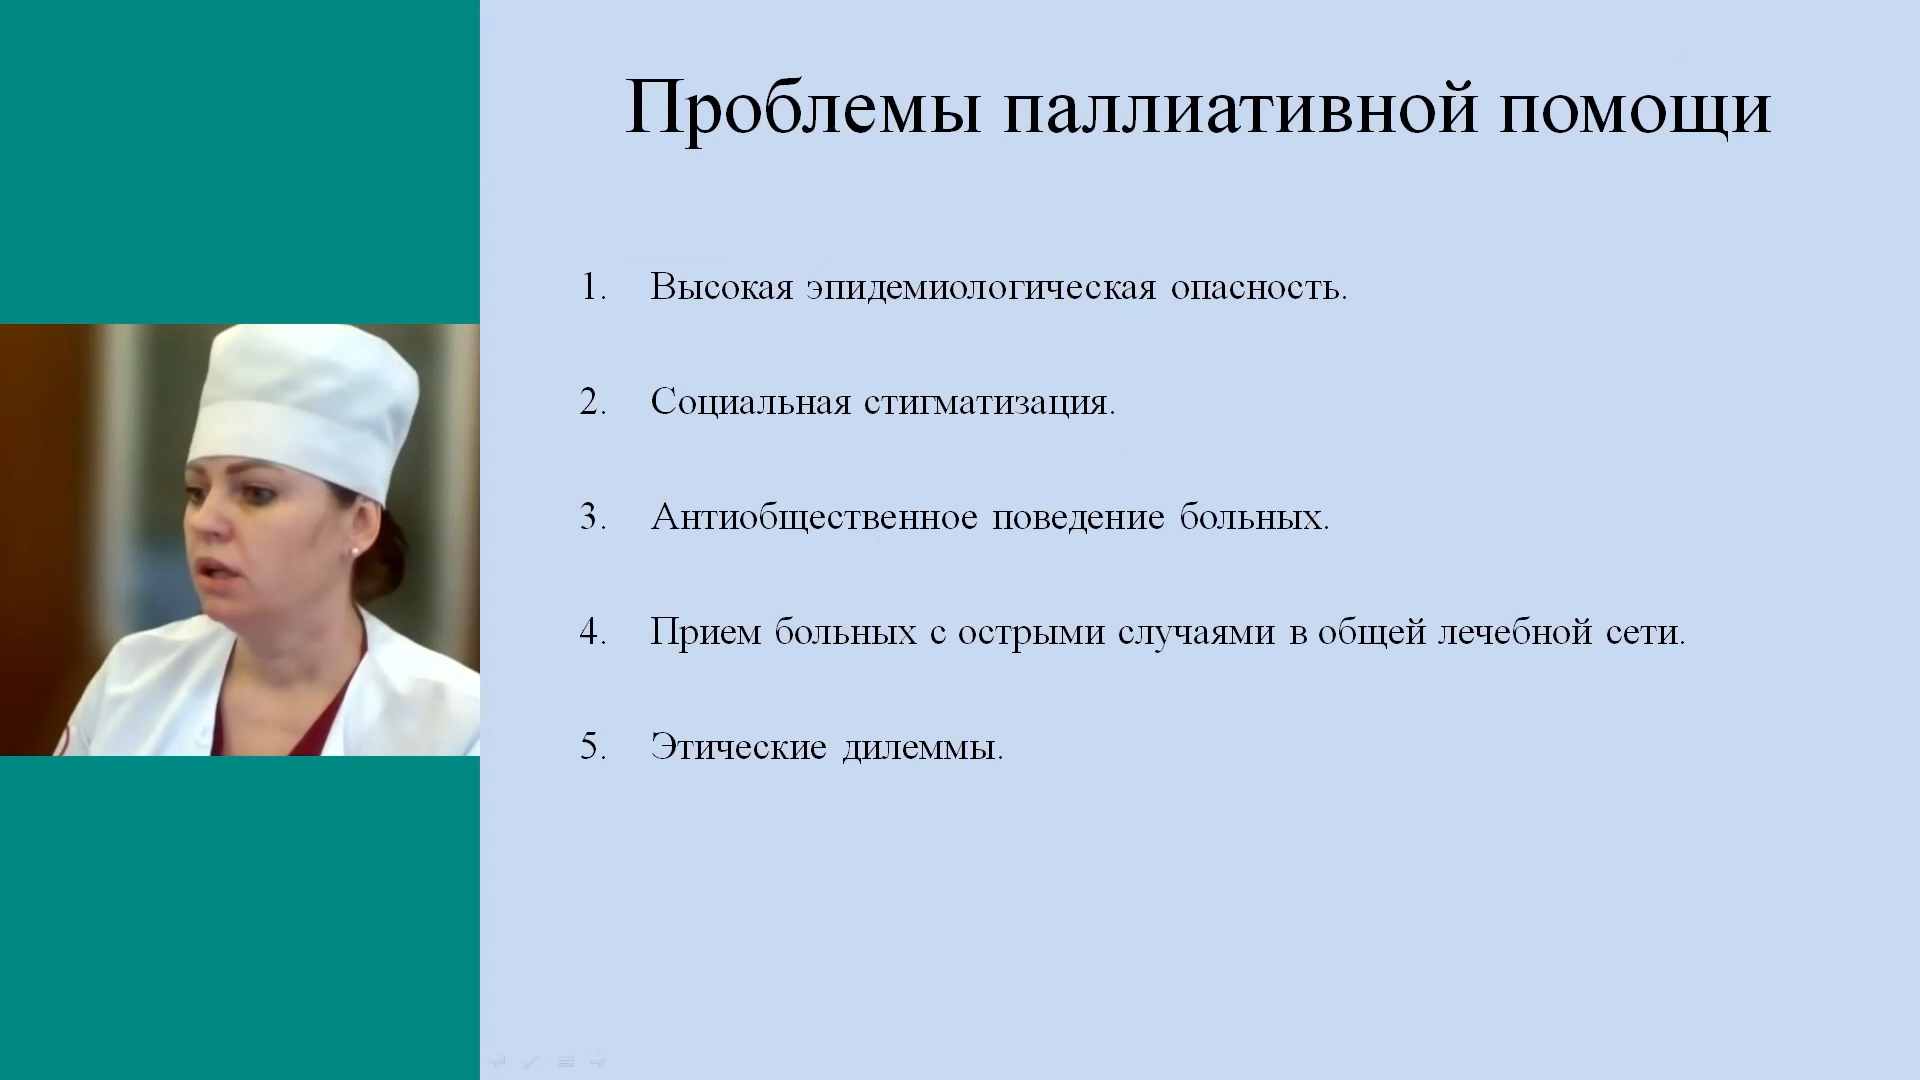 Проблемы паллиативной помощи
1. Высокая эпидемиологическая опасность.
2. Социальная стигматизация.
3. Антиобщественное поведение больных.
4. Прием больных с острыми случаями в общей лечебной сети.
5. Этические дилеммы.